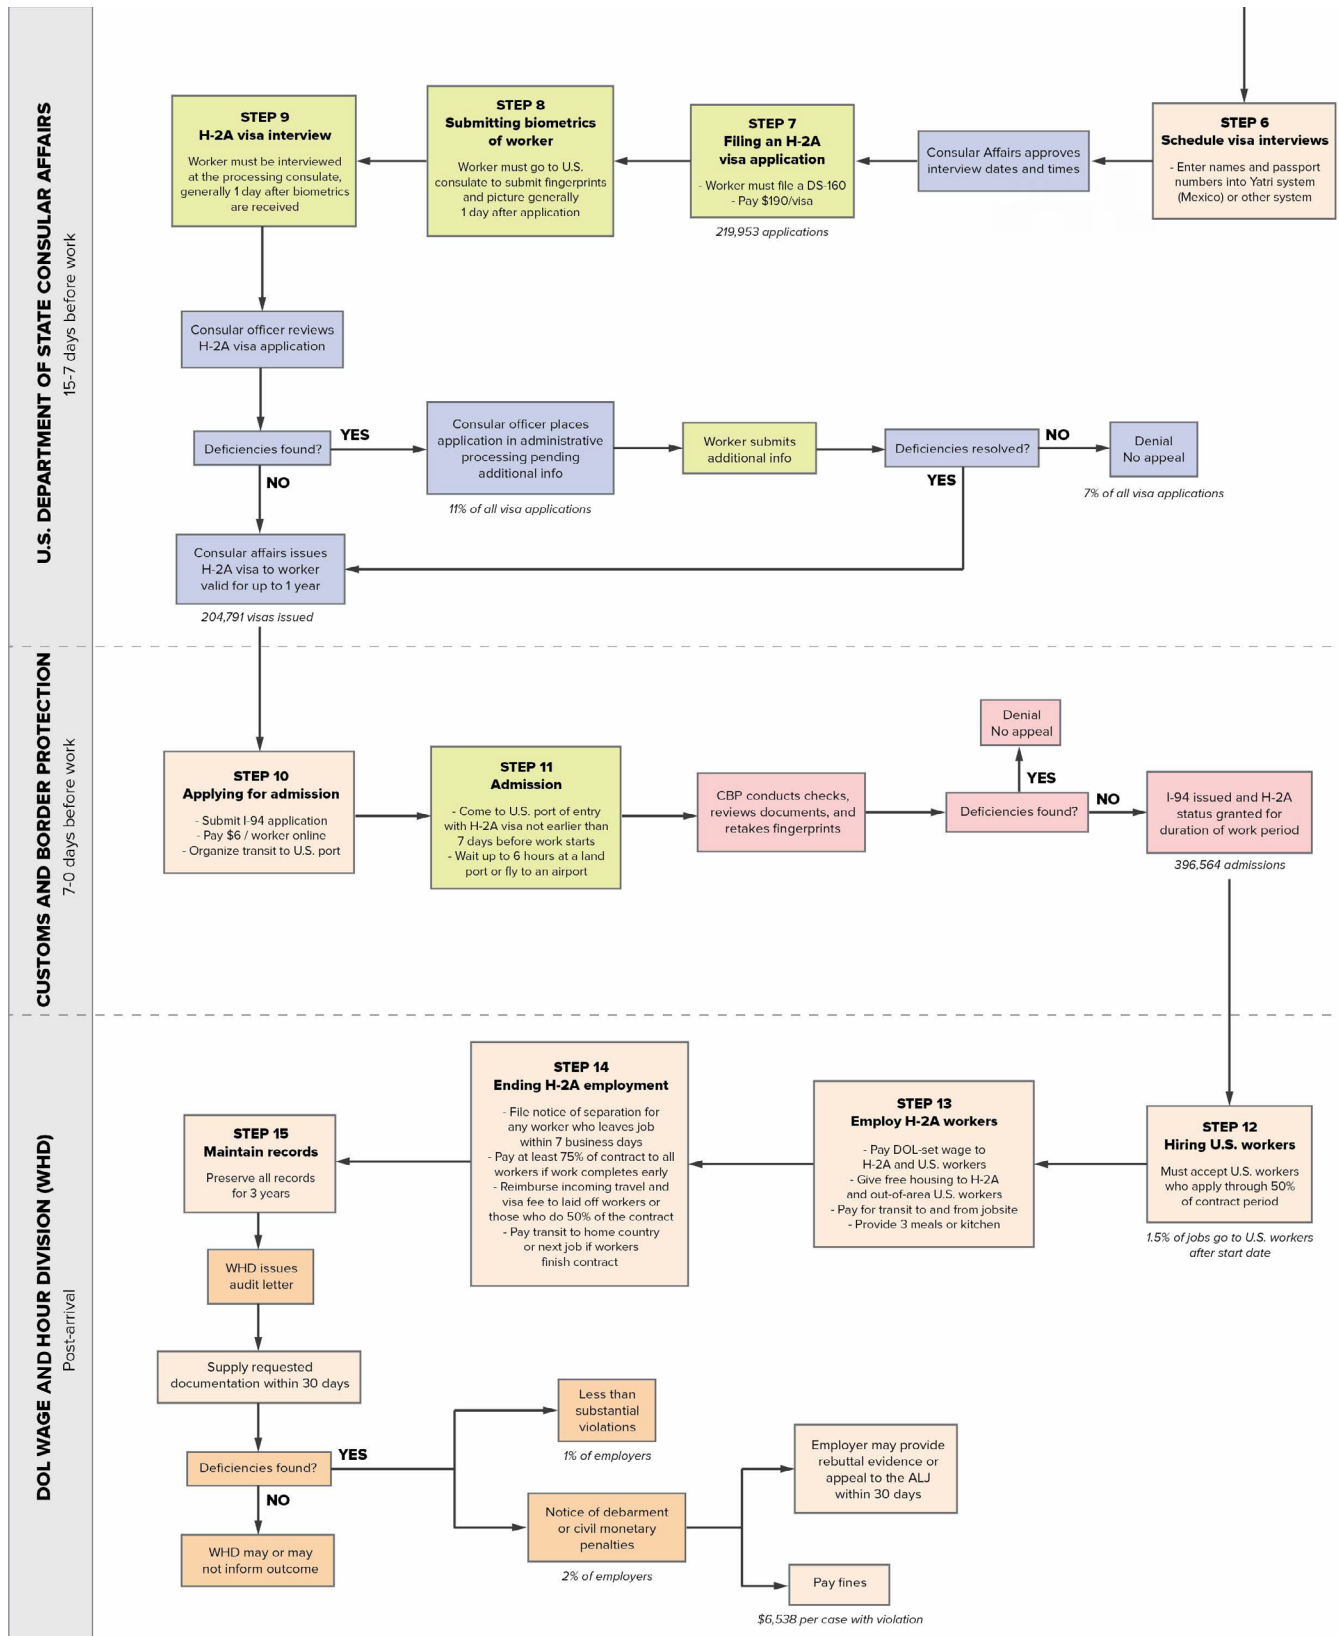 U.S. DEPARTMENT OF STATE CONSULAR AFFAIRS
15-7 days before work
STEP 9
H-2A visa interview
Worker must be interviewed
at the processing consulate,
generally 1 day after biometrics
are received
STEP 8
Submitting biometrics
of worker
Worker must go to U.S.
consulate to submit fingerprints
and picture generally
1 day after application
STEP 7
Filing an H-2A
visa application
- Worker must file a DS-160
- Pay $190/visa
219,953 applications
Consular Affairs approves
interview dates and times
STEP 6
Schedule visa interviews
- Enter names and passport
numbers into Yatri system
(Mexico) or other system
Consular officer reviews
H-2A visa application
Deficiencies found?
YES
NO
Consular officer places
application in administrative
processing pending
additional info
11% of all visa applications
Worker submits
additional info
Deficiencies resolved?
NO
YES
Denial
No appeal
7% of all visa applications
Consular affairs issues
H-2A visa to worker
valid for up to 1 year
204,791 visas issued
CUSTOMS AND BORDER PROTECTION
7-0 days before work
STEP 10
Applying for admission
- Submit I-94 application
- Pay $6 / worker online
- Organize transit to U.S. port
STEP 11
Admission
- Come to U.S. port of entry
with H-2A visa not earlier than
7 days before work starts
- Wait up to 6 hours at a land
port or fly to an airport
CBP conducts checks,
reviews documents, and
retakes fingerprints
Denial
No appeal
YES
Deficiencies found?
NO
I-94 issued and H-2A
status granted for
duration of work period
396,564 admissions
DOL WAGE AND HOUR DIVISION (WHD)
Post-arrival
STEP 15
Maintain records
Preserve all records
for 3 years
STEP 14
Ending H-2A employment
- File notice of separation for
any worker who leaves job
within 7 business days
- Pay at least 75% of contract to all
workers if work completes early
- Reimburse incoming travel and
visa fee to laid off workers or
those who do 50% of the contract
- Pay transit to home country
or next job if workers
finish contract
STEP 13
Employ H-2A workers
- Pay DOL-set wage to
H-2A and U.S. workers
- Give free housing to H-2A
and out-of-area U.S. workers
- Pay for transit to and from jobsite
- Provide 3 meals or kitchen
STEP 12
Hiring U.S. workers
Must accept U.S. workers
who apply through 50%
of contract period
1.5% of jobs go to U.S. workers
after start date
WHD issues
audit letter
Supply requested
documentation within 30 days
Deficiencies found?
YES
NO
WHD may or may
not inform outcome
Less than
substantial
violations
1% of employers
Notice of debarment
or civil monetary
penalties
2% of employers
Employer may provide
rebuttal evidence or
appeal to the ALJ
within 30 days
Pay fines
$6,538 per case with violation